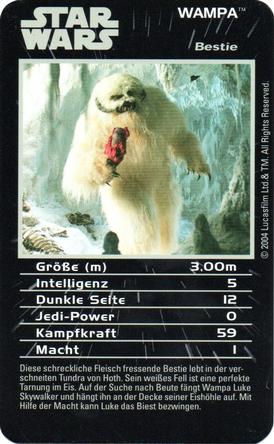 STAR WARS
WAMPA™
Bestie
© 2004 Lucasfilm Ltd & TM. All Rights Reserved.
Größe (m) 3.00m
Intelligenz 5
Dunkle Seite 12
Jedi-Power 0
Kampfkraft 59
Macht 1
Diese schreckliche Fleisch fressende Bestie lebt in der ver-
schneiten Tundra von Hoth. Sein weißes Fell ist eine perfekte
Tarnung im Eis. Auf der Suche nach Beute fängt Wampa Luke
Skywalker und hägt ihn an der Decke seiner Eishöhle auf. Mit
Hilfe der Macht kann Luke das Biest bezwingen.